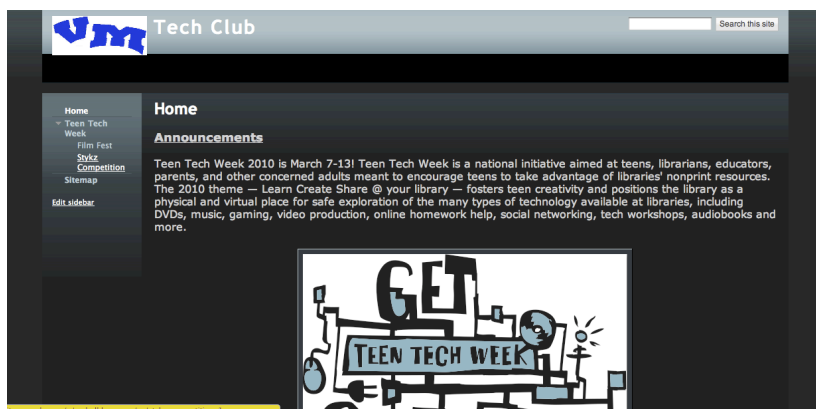 VM Tech Club
Search this site
Home
Teen Tech
Week
Film Fest
Stykz
Competition
Sitemap
Edit sidebar
Home
Announcements
Teen Tech Week 2010 is March 7-13! Teen Tech Week is a national initiative aimed at teens, librarians, educators,
parents, and other concerned adults meant to encourage teens to take advantage of libraries' nonprint resources.
The 2010 theme — Learn Create Share @ your library — fosters teen creativity and positions the library as a
physical and virtual place for safe exploration of the many types of technology available at libraries, including
DVDs, music, gaming, video production, online homework help, social networking, tech workshops, audiobooks and
more.
GET
TEEN TECH WEEK